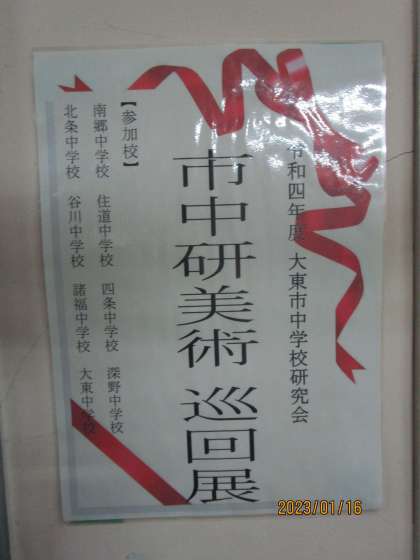 令和四年度 大東市中学校研究会
市中研美術 巡回展
【参加校】
南郷中学校 住道中学校 四条中学校 深野中学校
北条中学校 谷川中学校 諸福中学校 大東中学校
2023/01/16